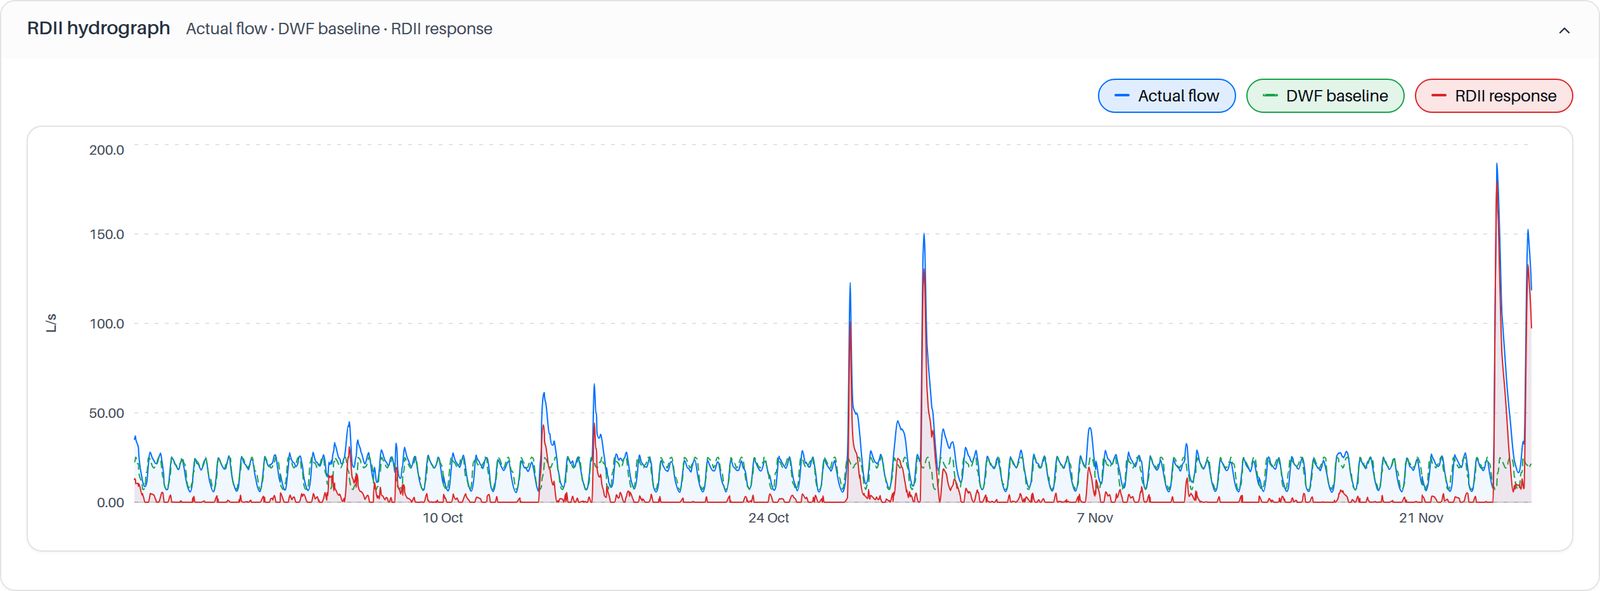 RDII hydrograph Actual flow · DWF baseline · RDII response
Actual flow DWF baseline RDII response
200.0
150.0
100.0
50.00
0.00
L/s
10 Oct 24 Oct 7 Nov 21 Nov